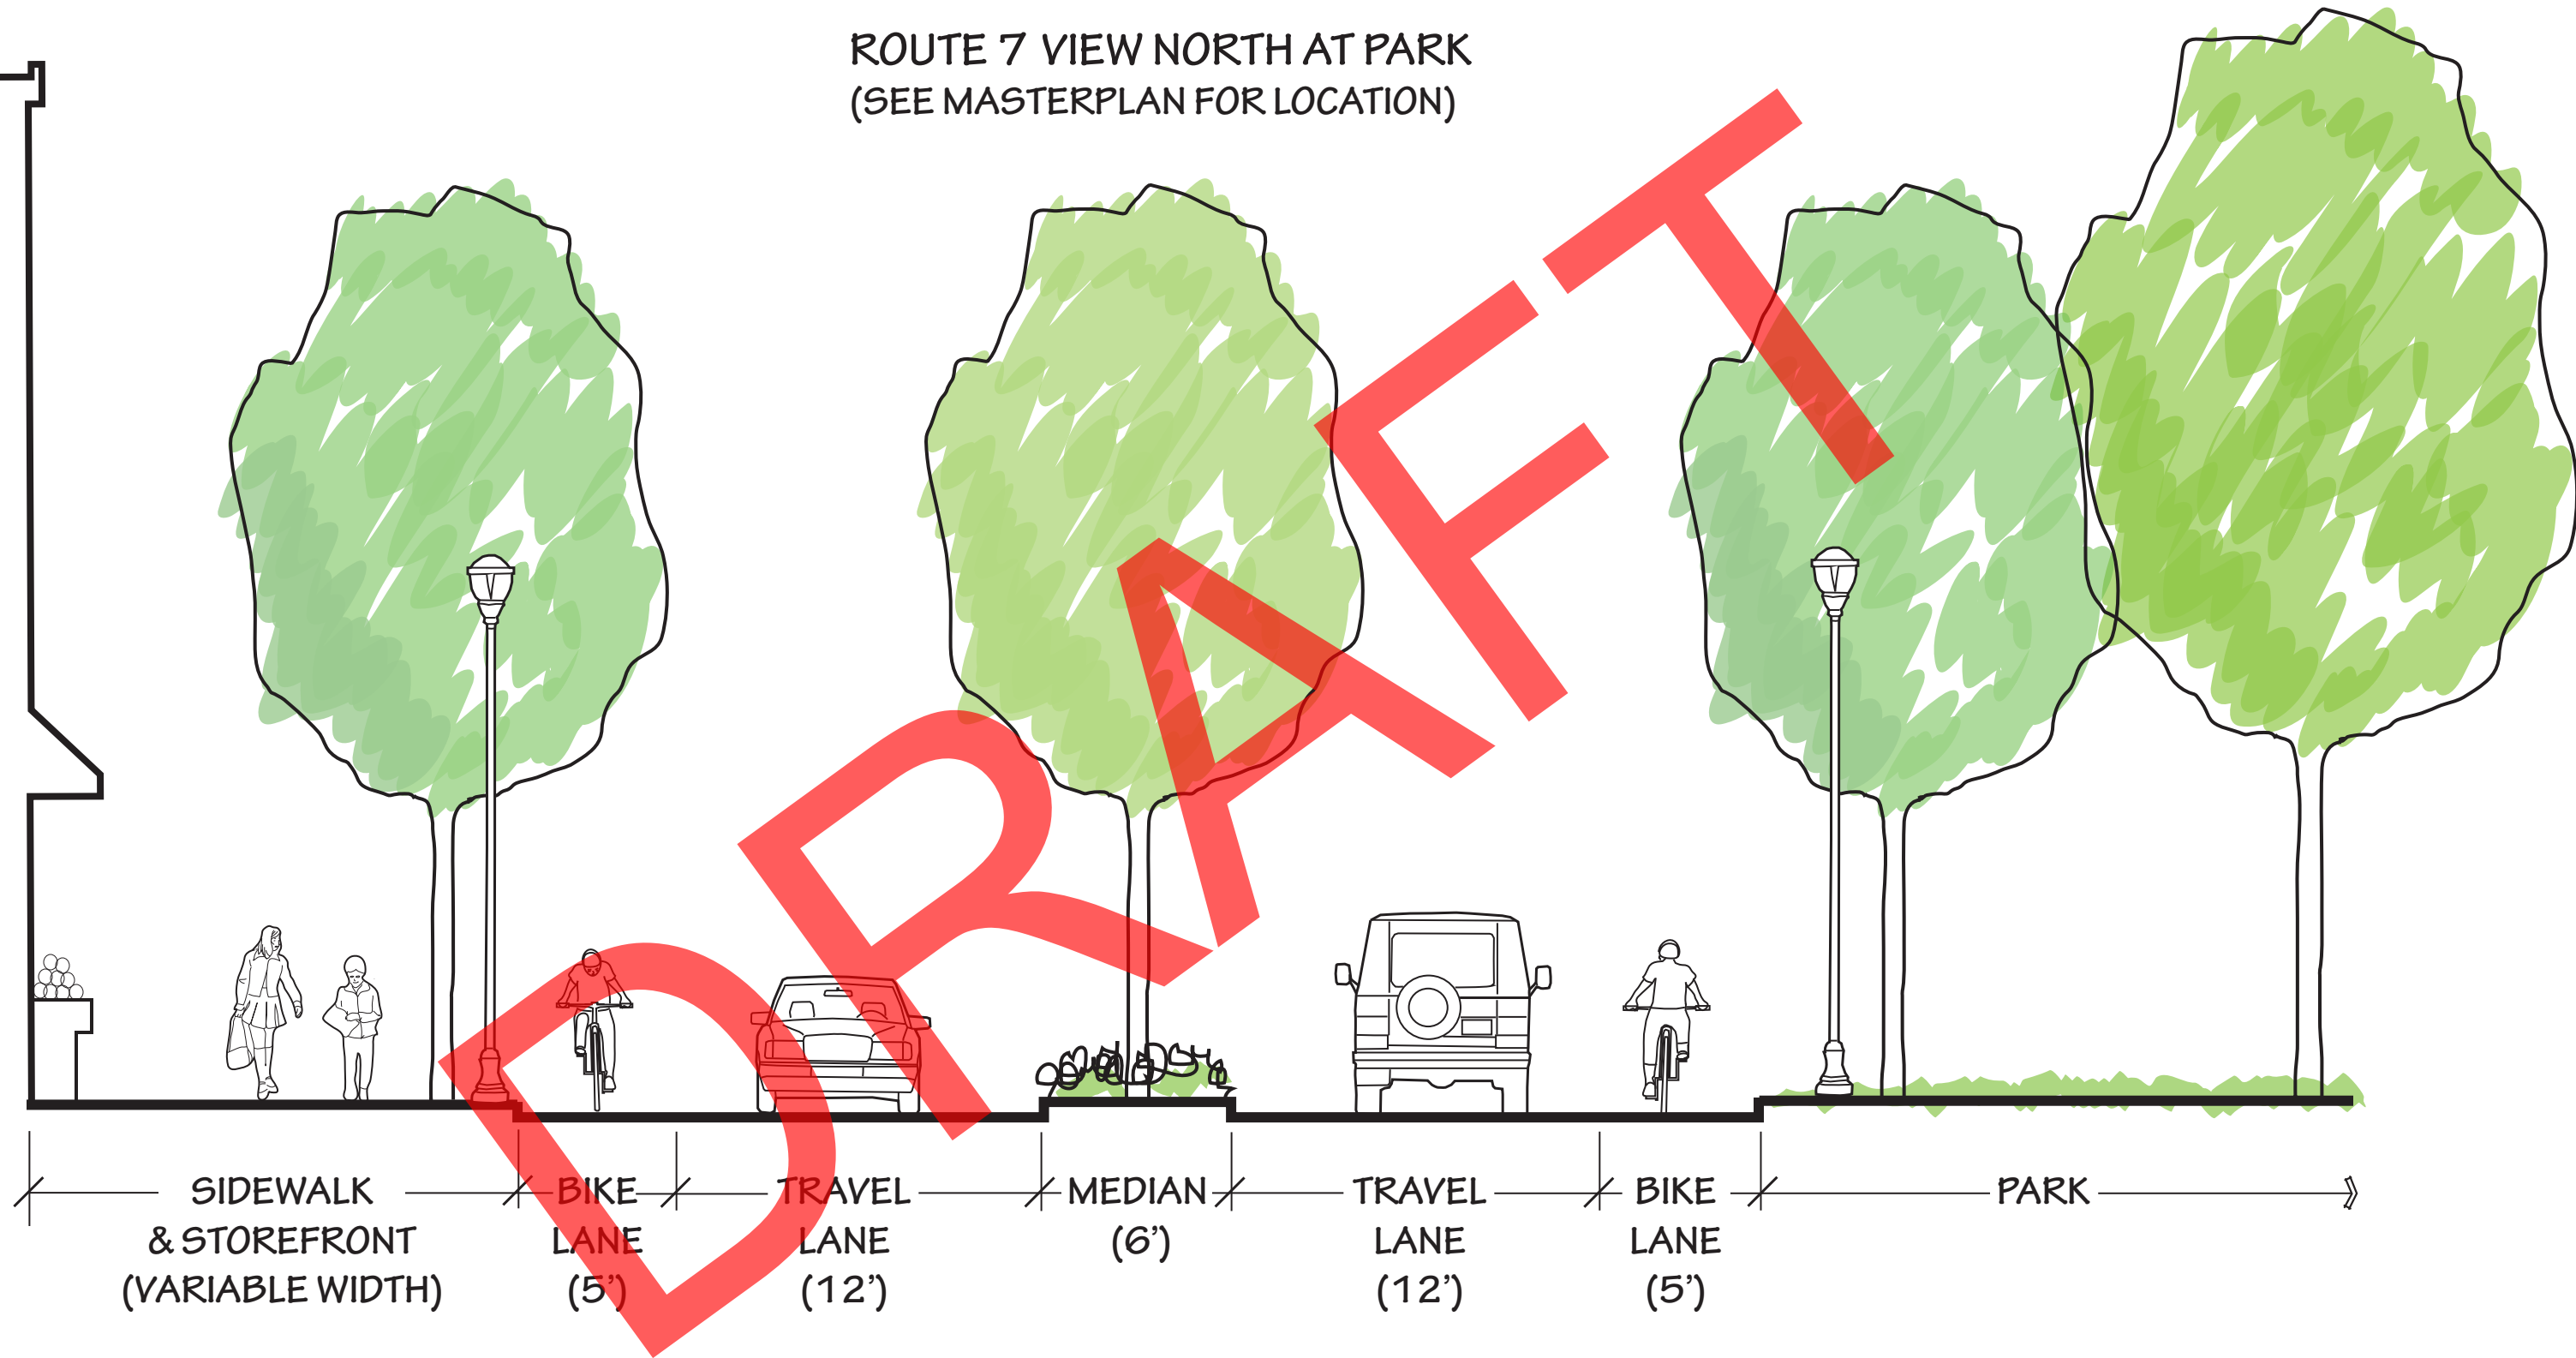 ROUTE 7 VIEW NORTH AT PARK
(SEE MASTERPLAN FOR LOCATION)
DRAFT
SIDEWALK
& STOREFRONT
(VARIABLE WIDTH)
BIKE
LANE
(5')
TRAVEL
LANE
(12')
MEDIAN
(6')
TRAVEL
LANE
(12')
BIKE
LANE
(5')
PARK